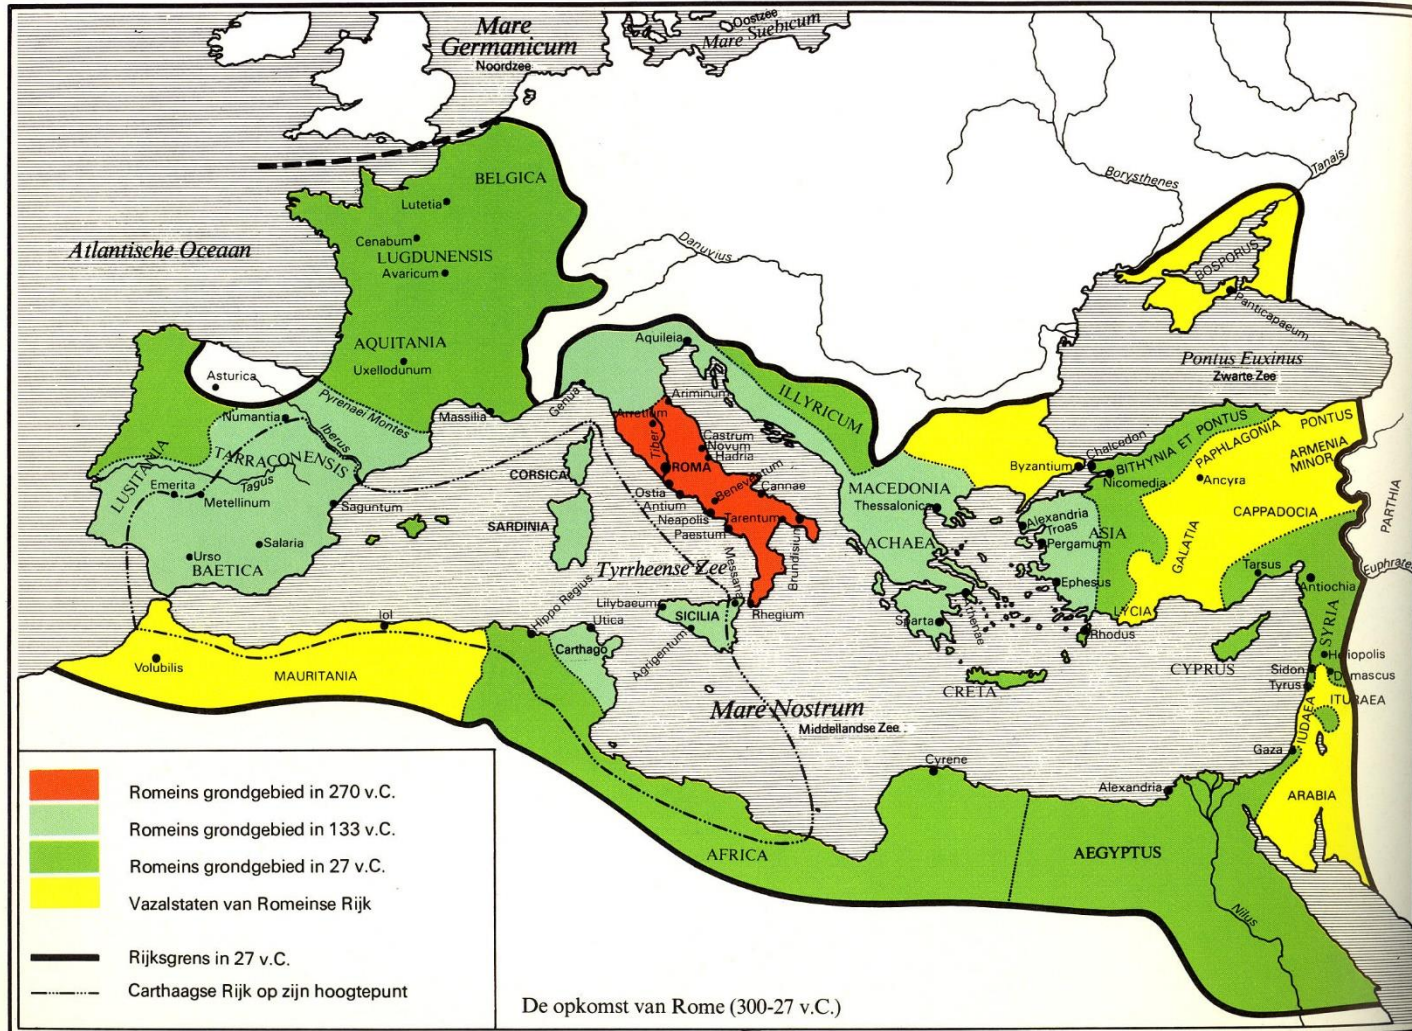 Mare
Germanicum
Noordzee
Oostzee
Mare Suebicum
Atlantische Oceaan
BELGICA
Lutetia
Cenabum
LUGDUNENSIS
Avaricum
AQUITANIA
Uxellodunum
Massilia
Asturica
Pyrenaei Montes
Numantia
Iberus
TARRACONENSIS
LUSITANIA
Tagus
Emerita
Metellinum
Saguntum
Urso
Salaria
BAETICA
Danuvius
Borysthenes
Tanais
BOSPORUS
Panticapaeum
Pontus Euxinus
Zwarte Zee
Aquileia
Genua
Ariminum
Arretium
Tiber
Castrum
Novum
Hadria
ROMA
CORSICA
Ostia
Antium
Neapolis
Paestum
Beneventum
Cannae
Tarentum
Brundisium
SARDINIA
Tyrrheense Zee
Messana
Rhegium
Lilybaeum
SICILIA
Agrigentum
ILLYRICUM
MACEDONIA
Thessalonica
ACHAEA
Sparta
Athenae
CRETA
Byzantium
Chalcedon
BITHYNIA ET PONTUS
Nicomedia
PAPHLAGONIA
PONTUS
ARMENIA
MINOR
Ancyra
CAPPADOCIA
GALATIA
PARTHIA
Euphrates
Alexandria
Troas
ASIA
Pergamum
Ephesus
LYCIA
Rhodus
Tarsus
Antiochia
SYRIA
CYPRUS
Heliopolis
Sidon
Damascus
Tyrus
ITURAEA
IUDAEA
Gaza
ARABIA
Volubilis
MAURITANIA
Iol
Hippo Regius
Utica
Carthago
Mare Nostrum
Middellandse Zee
Cyrene
Alexandria
AFRICA
AEGYPTUS
Nilus
Romeins grondgebied in 270 v.C.
Romeins grondgebied in 133 v.C.
Romeins grondgebied in 27 v.C.
Vazalstaten van Romeinse Rijk
Rijksgrens in 27 v.C.
Carthaagse Rijk op zijn hoogtepunt
De opkomst van Rome (300-27 v.C.)